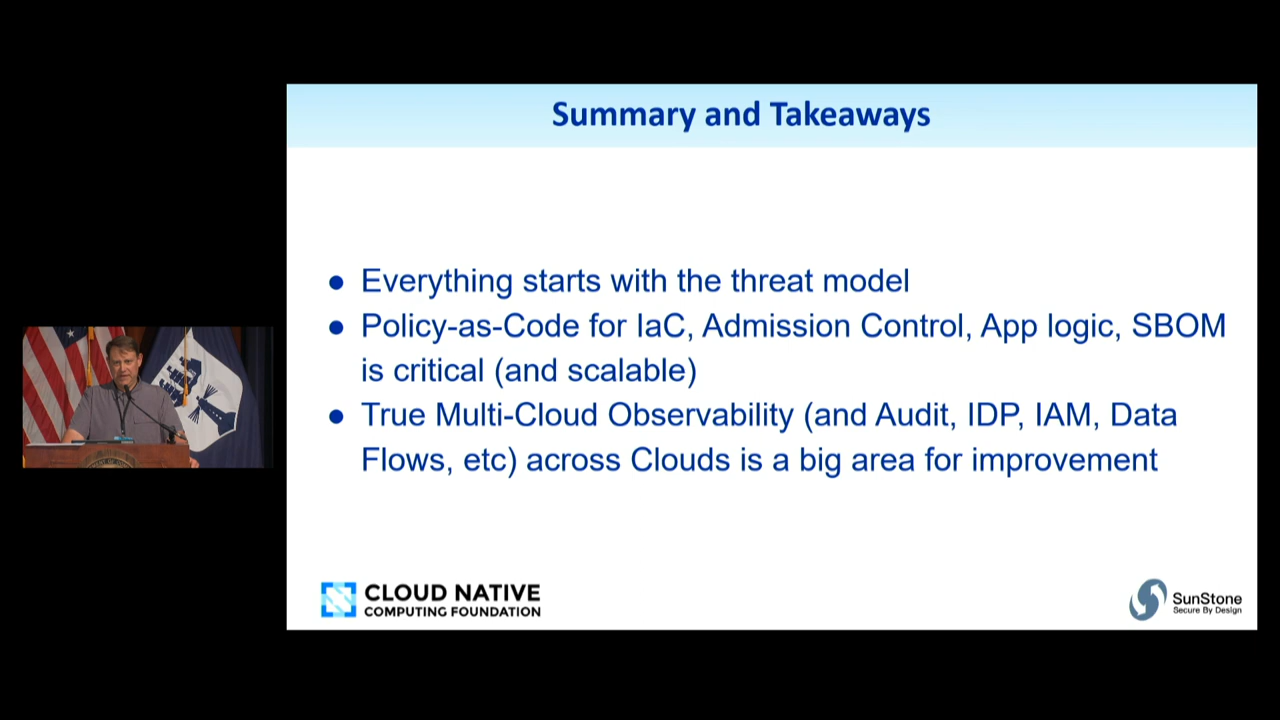 Summary and Takeaways
● Everything starts with the threat model
● Policy-as-Code for IaC, Admission Control, App logic, SBOM
is critical (and scalable)
● True Multi-Cloud Observability (and Audit, IDP, IAM, Data
Flows, etc) across Clouds is a big area for improvement
CLOUD NATIVE
COMPUTING FOUNDATION
SunStone
Secure By Design